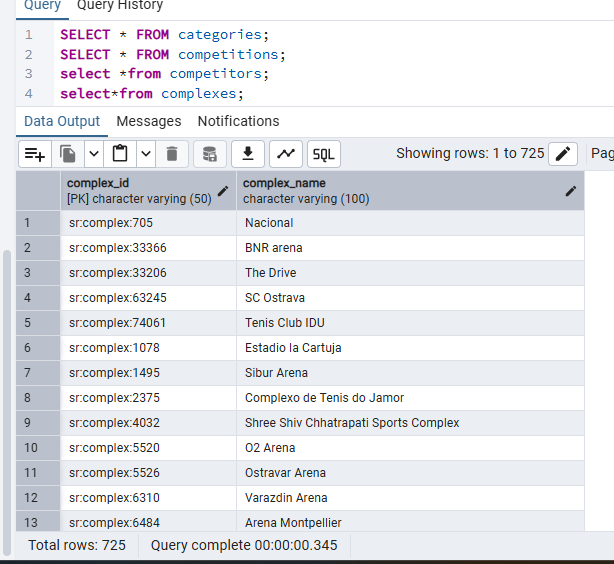 Query Query History
1 SELECT * FROM categories;
2 SELECT * FROM competitions;
3 select *from competitors;
4 select*from complexes;
Data Output Messages Notifications
SQL Showing rows: 1 to 725 Pag
complex_id complex_name
[PK] character varying (50) character varying (100)
1 sr:complex:705 Nacional
2 sr:complex:33366 BNR arena
3 sr:complex:33206 The Drive
4 sr:complex:63245 SC Ostrava
5 sr:complex:74061 Tenis Club IDU
6 sr:complex:1078 Estadio la Cartuja
7 sr:complex:1495 Sibur Arena
8 sr:complex:2375 Complexo de Tenis do Jamor
9 sr:complex:4032 Shree Shiv Chhatrapati Sports Complex
10 sr:complex:5520 O2 Arena
11 sr:complex:5526 Ostravar Arena
12 sr:complex:6310 Varazdin Arena
13 sr:complex:6484 Arena Montpellier
Total rows: 725 Query complete 00:00:00.345